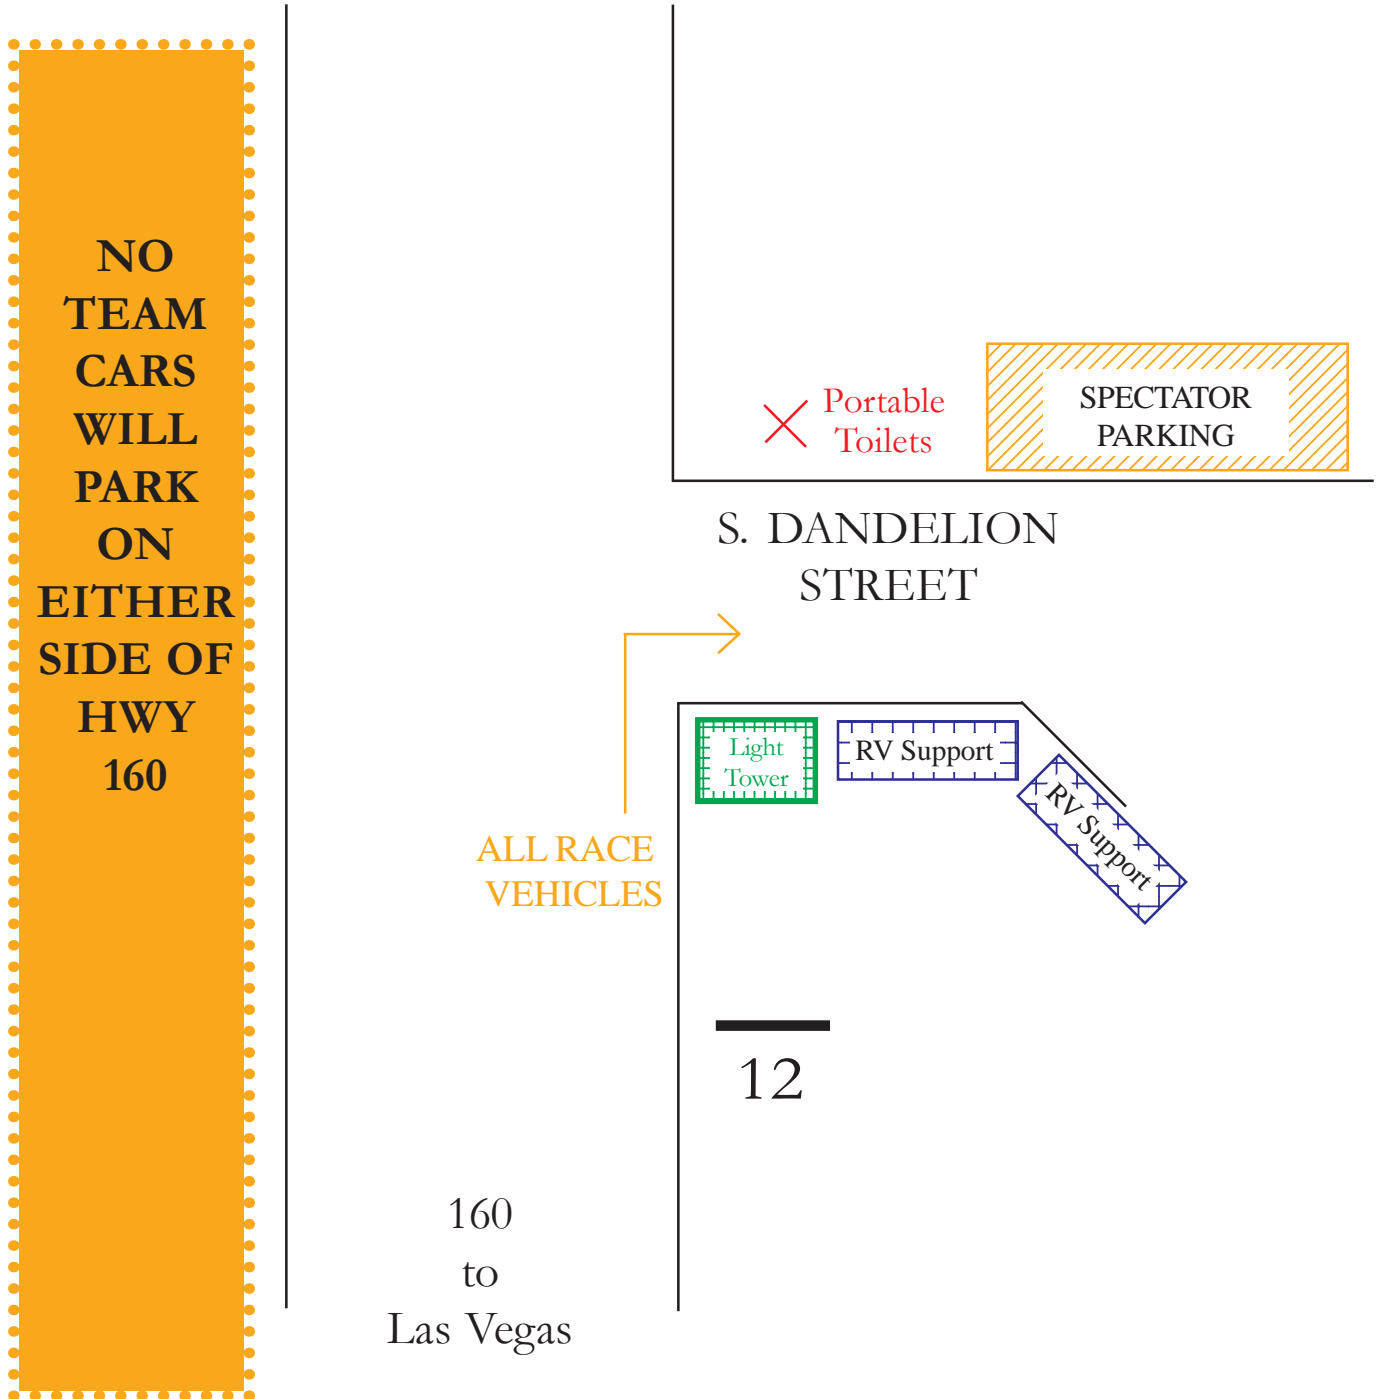 NO
TEAM
CARS
WILL
PARK
ON
EITHER
SIDE OF
HWY
160
Portable
Toilets
SPECTATOR
PARKING
S. DANDELION
STREET
Light
Tower
RV Support
RV Support
ALL RACE
VEHICLES
12
160
to
Las Vegas